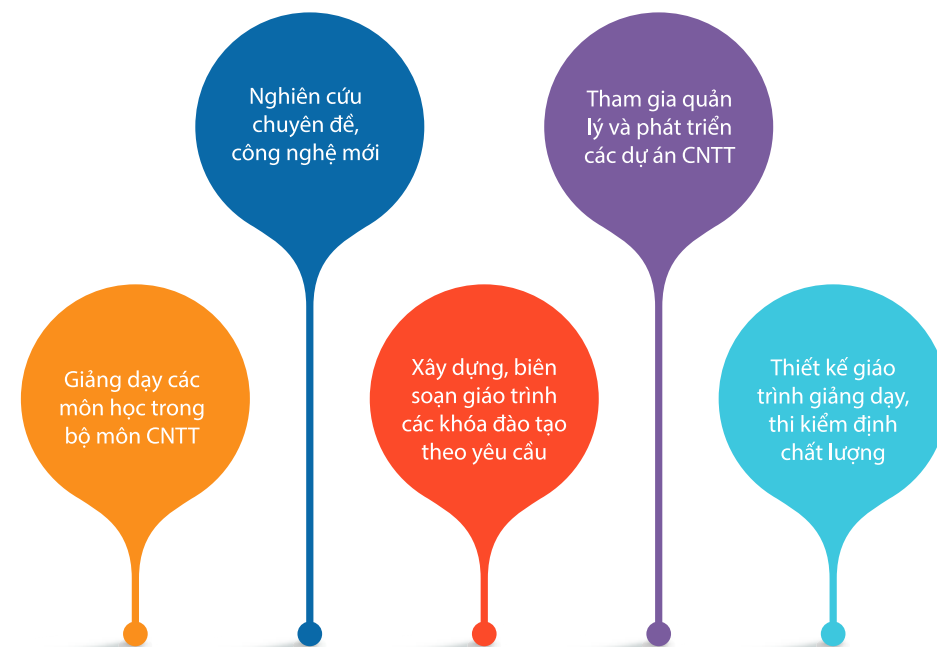 Nghiên cứu
chuyên đề,
công nghệ mới
Tham gia quản
lý và phát triển
các dự án CNTT
Giảng dạy các
môn học trong
bộ môn CNTT
Xây dựng, biên
soạn giáo trình
các khóa đào tạo
theo yêu cầu
Thiết kế giáo
trình giảng dạy,
thi kiểm định
chất lượng